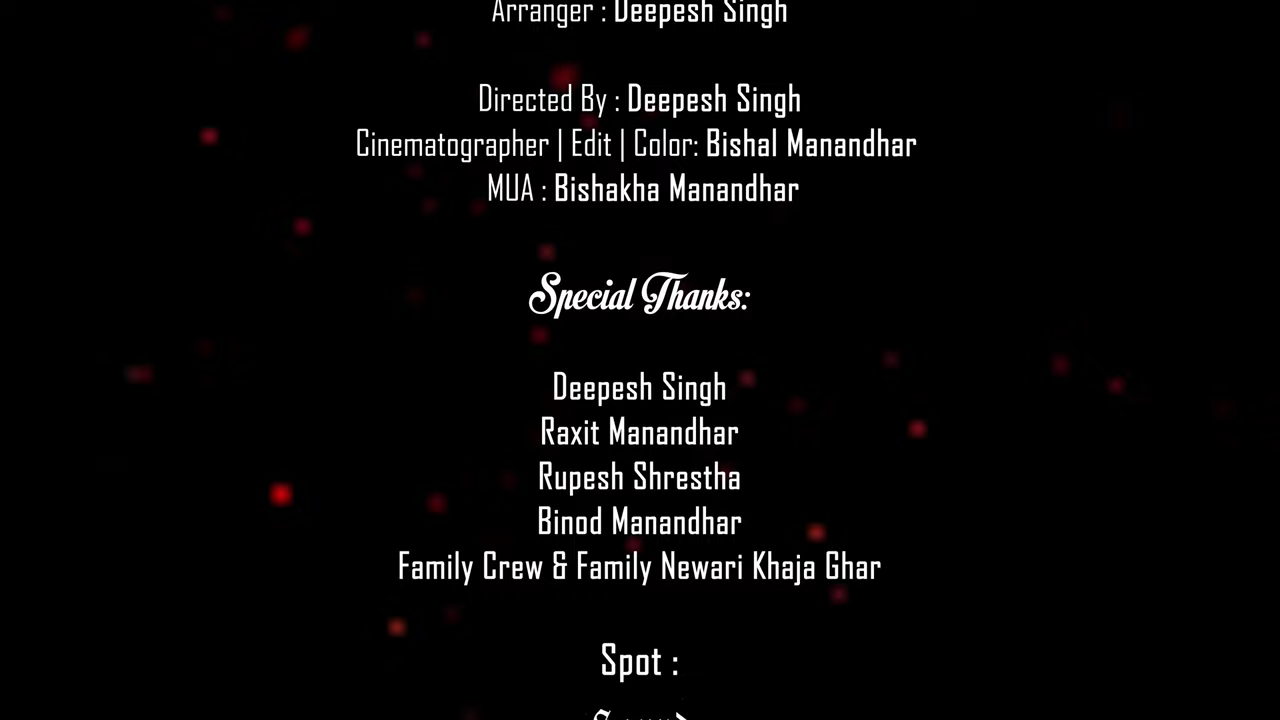 Arranger : Deepesh Singh
Directed By : Deepesh Singh
Cinematographer | Edit | Color: Bishal Manandhar
MUA : Bishakha Manandhar
Special Thanks:
Deepesh Singh
Raxit Manandhar
Rupesh Shrestha
Binod Manandhar
Family Crew & Family Newari Khaja Ghar
Spot :